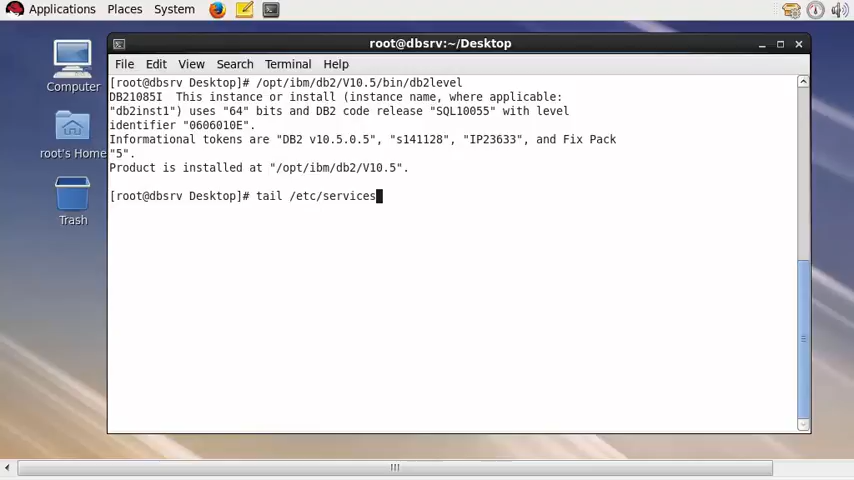 Applications Places System
root@dbsrv:~/Desktop
File Edit View Search Terminal Help
[root@dbsrv Desktop]# /opt/ibm/db2/V10.5/bin/db2level
DB21085I  This instance or install (instance name, where applicable:
"db2inst1") uses "64" bits and DB2 code release "SQL10055" with level
identifier "0606010E".
Informational tokens are "DB2 v10.5.0.5", "s141128", "IP23633", and Fix Pack
"5".
Product is installed at "/opt/ibm/db2/V10.5".
[root@dbsrv Desktop]# tail /etc/services
Computer
root's Home
Trash